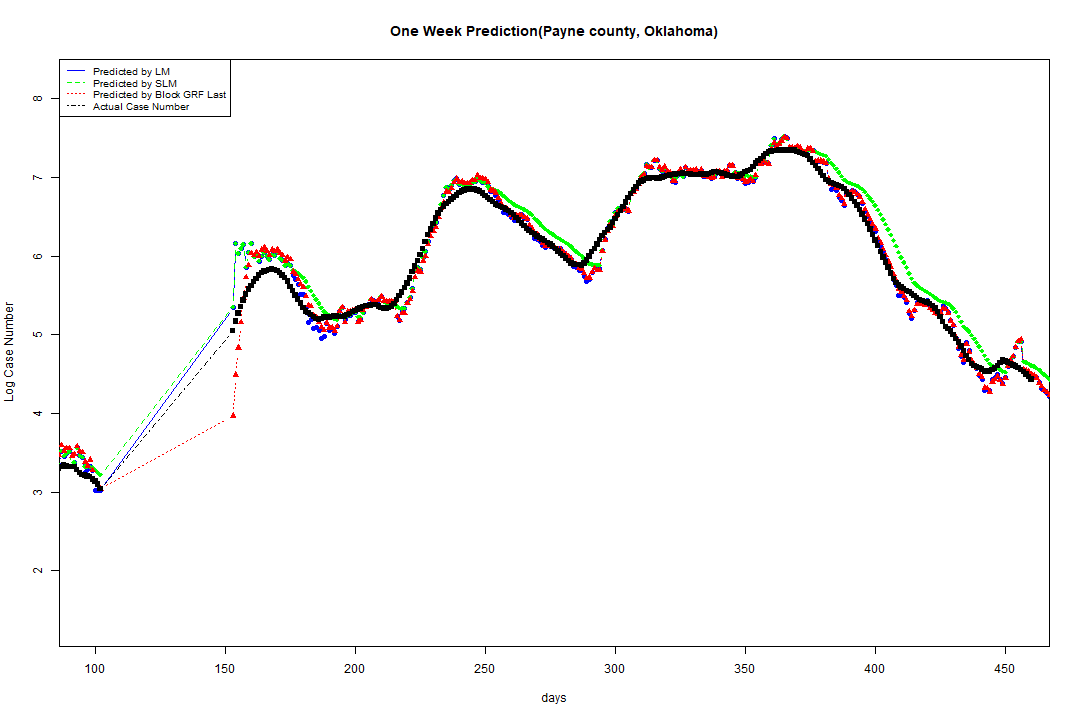 One Week Prediction(Payne county, Oklahoma)
Predicted by LM
Predicted by SLM
Predicted by Block GRF Last
Actual Case Number
Log Case Number
8
7
6
5
4
3
2
100 150 200 250 300 350 400 450
days